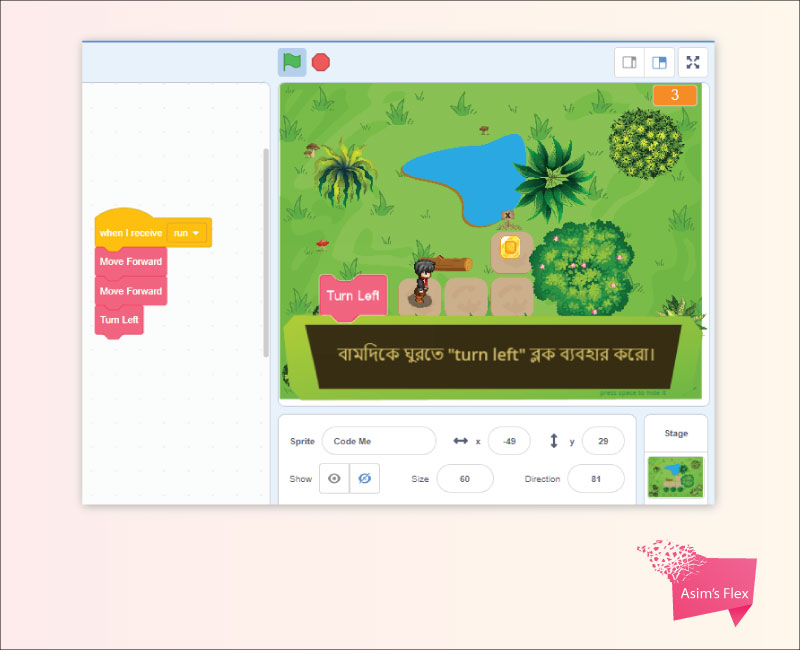 3
when I receive run
Move Forward
Move Forward
Turn Left
Turn Left
বামদিকে ঘুরতে "turn left" ব্লক ব্যবহার করো।
press space to hide it
Sprite Code Me x -49 y 29
Show Size 60 Direction 81
Stage
Asim's Flex